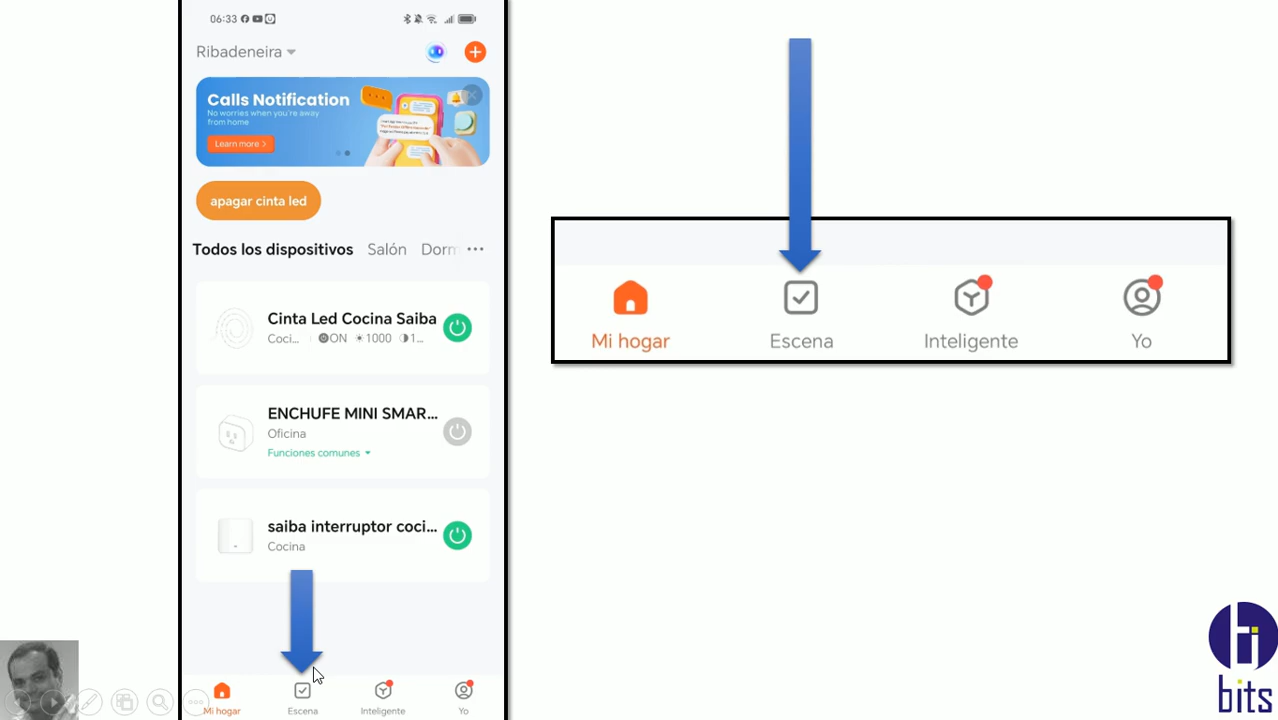 06:33
Ribadeneira
Calls Notification
No worries when you're away
from home
Learn more >
apagar cinta led
Todos los dispositivos Salón Dorm ...
Cinta Led Cocina Saiba
Coci... | ON 1000 1...
ENCHUFE MINI SMAR...
Oficina
Funciones comunes
saiba interruptor coci...
Cocina
Mi hogar Escena Inteligente Yo
Mi hogar Escena Inteligente Yo
hi
bits